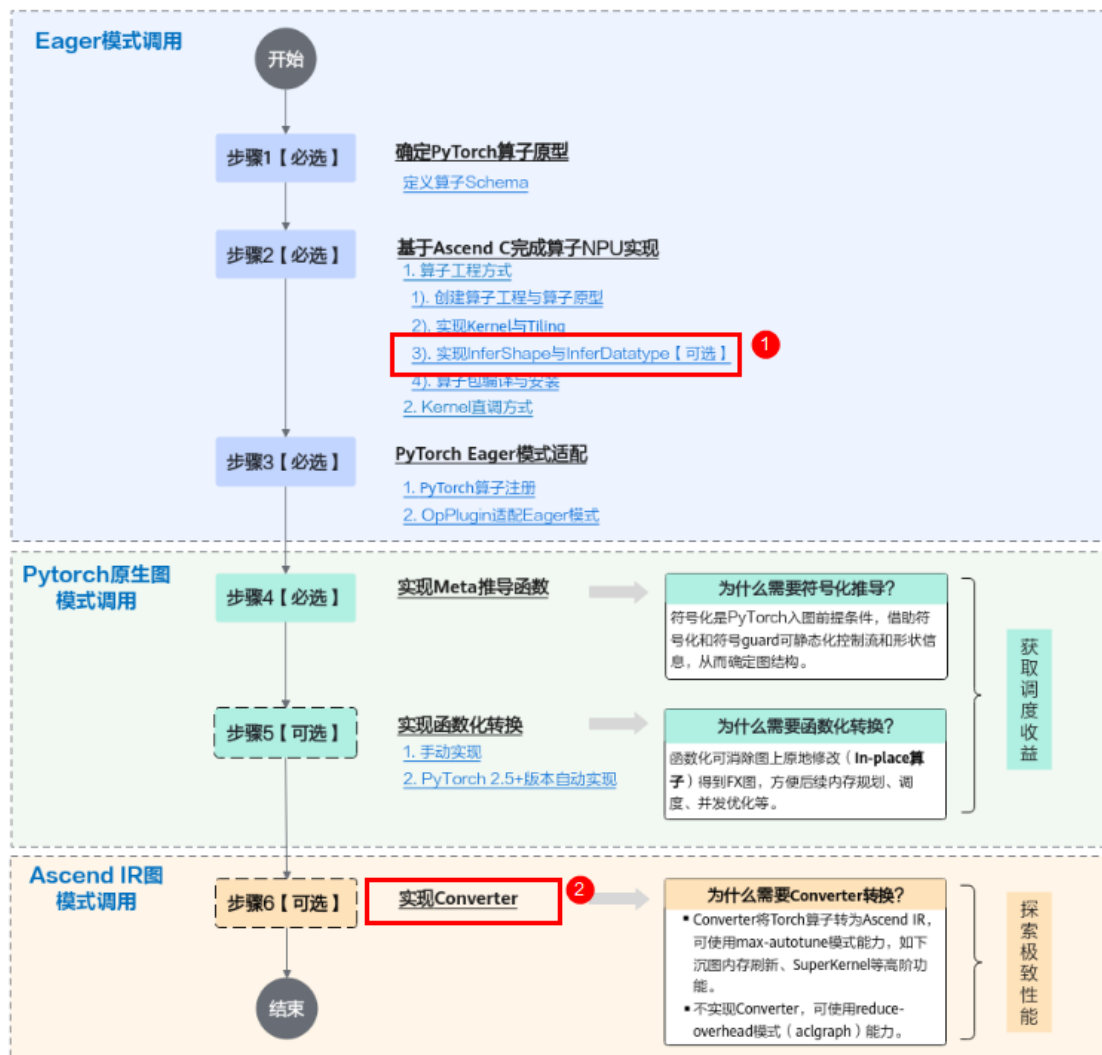 Eager模式调用
开始
步骤1【必选】
确定PyTorch算子原型
定义算子Schema
步骤2【必选】
基于Ascend C完成算子NPU实现
1. 算子工程方式
1). 创建算子工程与算子原型
2). 实现Kernel与Tiling
3). 实现InferShape与InferDatatype【可选】
1
4). 算子包编译与安装
2. Kernel直调方式
步骤3【必选】
PyTorch Eager模式适配
1. PyTorch算子注册
2. OpPlugin适配Eager模式
Pytorch原生图
模式调用
步骤4【必选】
实现Meta推导函数
为什么需要符号化推导?
符号化是PyTorch入图前提条件，借助符
号化和符号guard可静态化控制流和形状信
息，从而确定图结构。
步骤5【可选】
实现函数化转换
1. 手动实现
2. PyTorch 2.5+版本自动实现
为什么需要函数化转换?
函数化可消除图上原地修改（In-place算
子）得到FX图，方便后续内存规划、调
度、并发优化等。
获取调度收益
Ascend IR图
模式调用
步骤6【可选】
实现Converter
2
为什么需要Converter转换?
▪ Converter将Torch算子转为Ascend IR，
可使用max-autotune模式能力，如下
沉图内存刷新、SuperKernel等高阶功
能。
▪ 不实现Converter，可使用reduce-
overhead模式（aclgraph）能力。
探索极致性能
结束